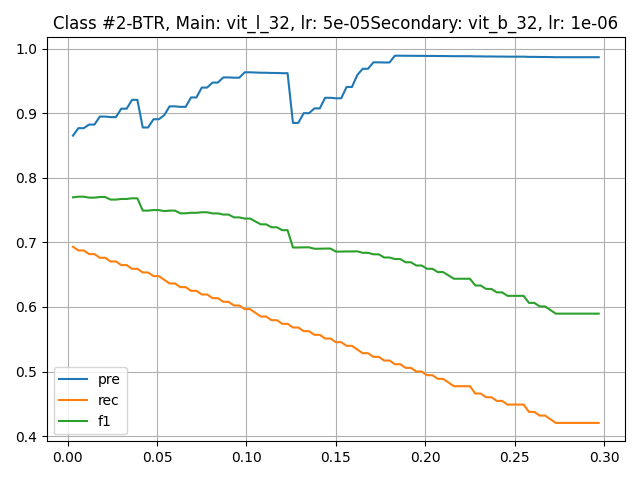 Class #2-BTR, Main: vit_l_32, lr: 5e-05Secondary: vit_b_32, lr: 1e-06
1.0
0.9
0.8
0.7
0.6
0.5
0.4
pre
rec
f1
0.00 0.05 0.10 0.15 0.20 0.25 0.30